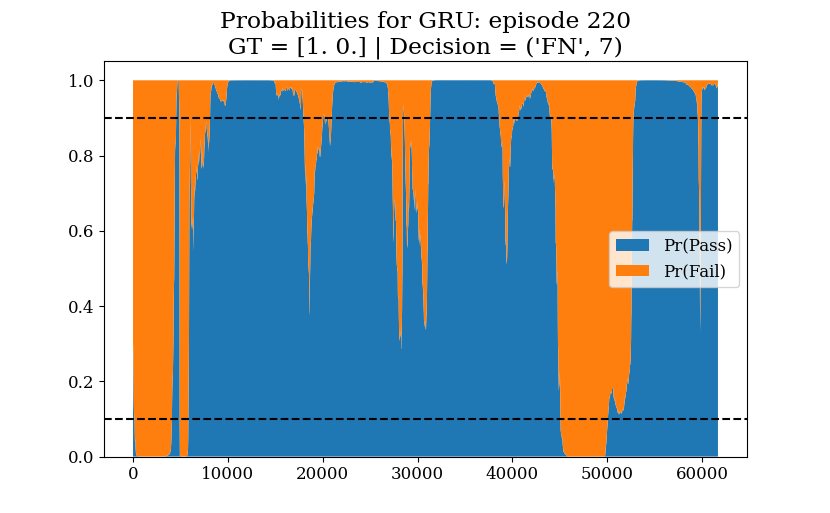 Probabilities for GRU: episode 220
GT = [1. 0.] | Decision = ('FN', 7)
1.0
0.8
0.6
0.4
0.2
0.0
Pr(Pass)
Pr(Fail)
0 10000 20000 30000 40000 50000 60000